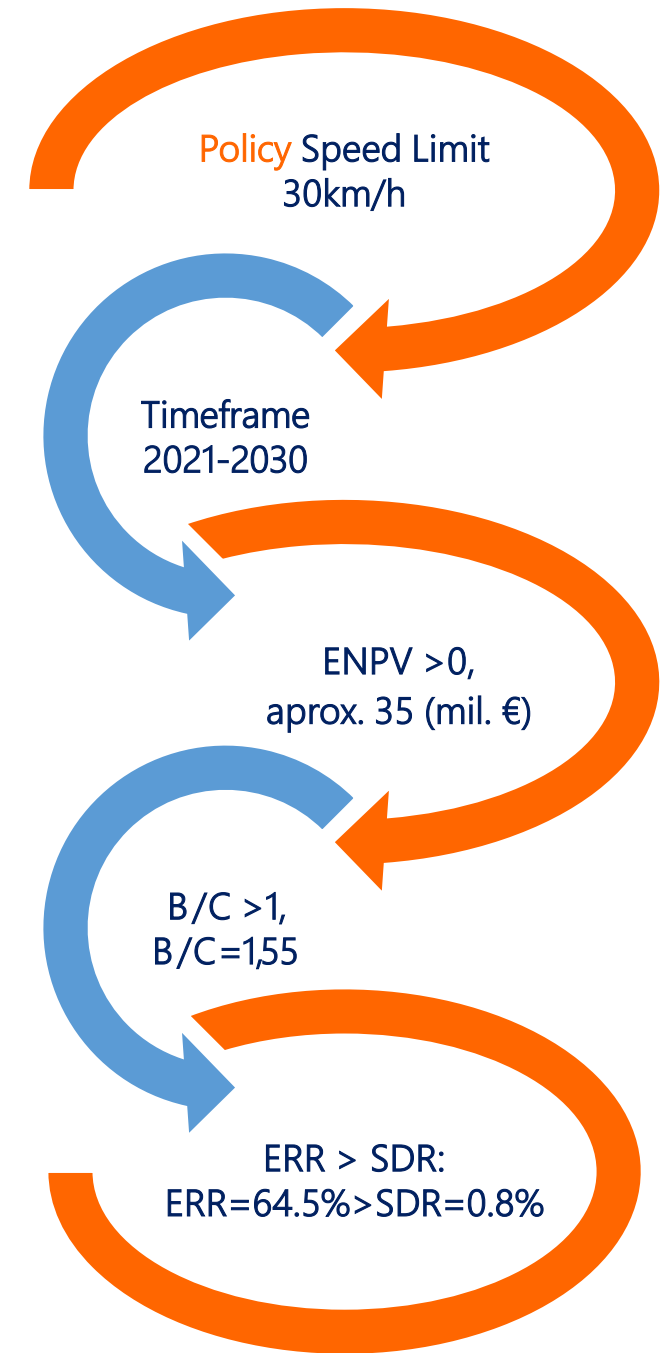 Policy Speed Limit
30km/h
Timeframe
2021-2030
ENPV >0,
aprox. 35 (mil. €)
B/C >1,
B/C=1,55
ERR > SDR:
ERR=64.5%>SDR=0.8%